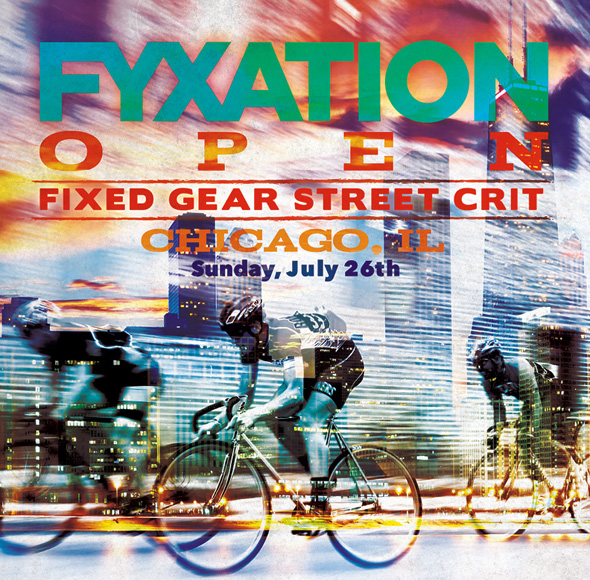 FYXATION
OPEN
FIXED GEAR STREET CRIT
CHICAGO, IL
Sunday, July 26th